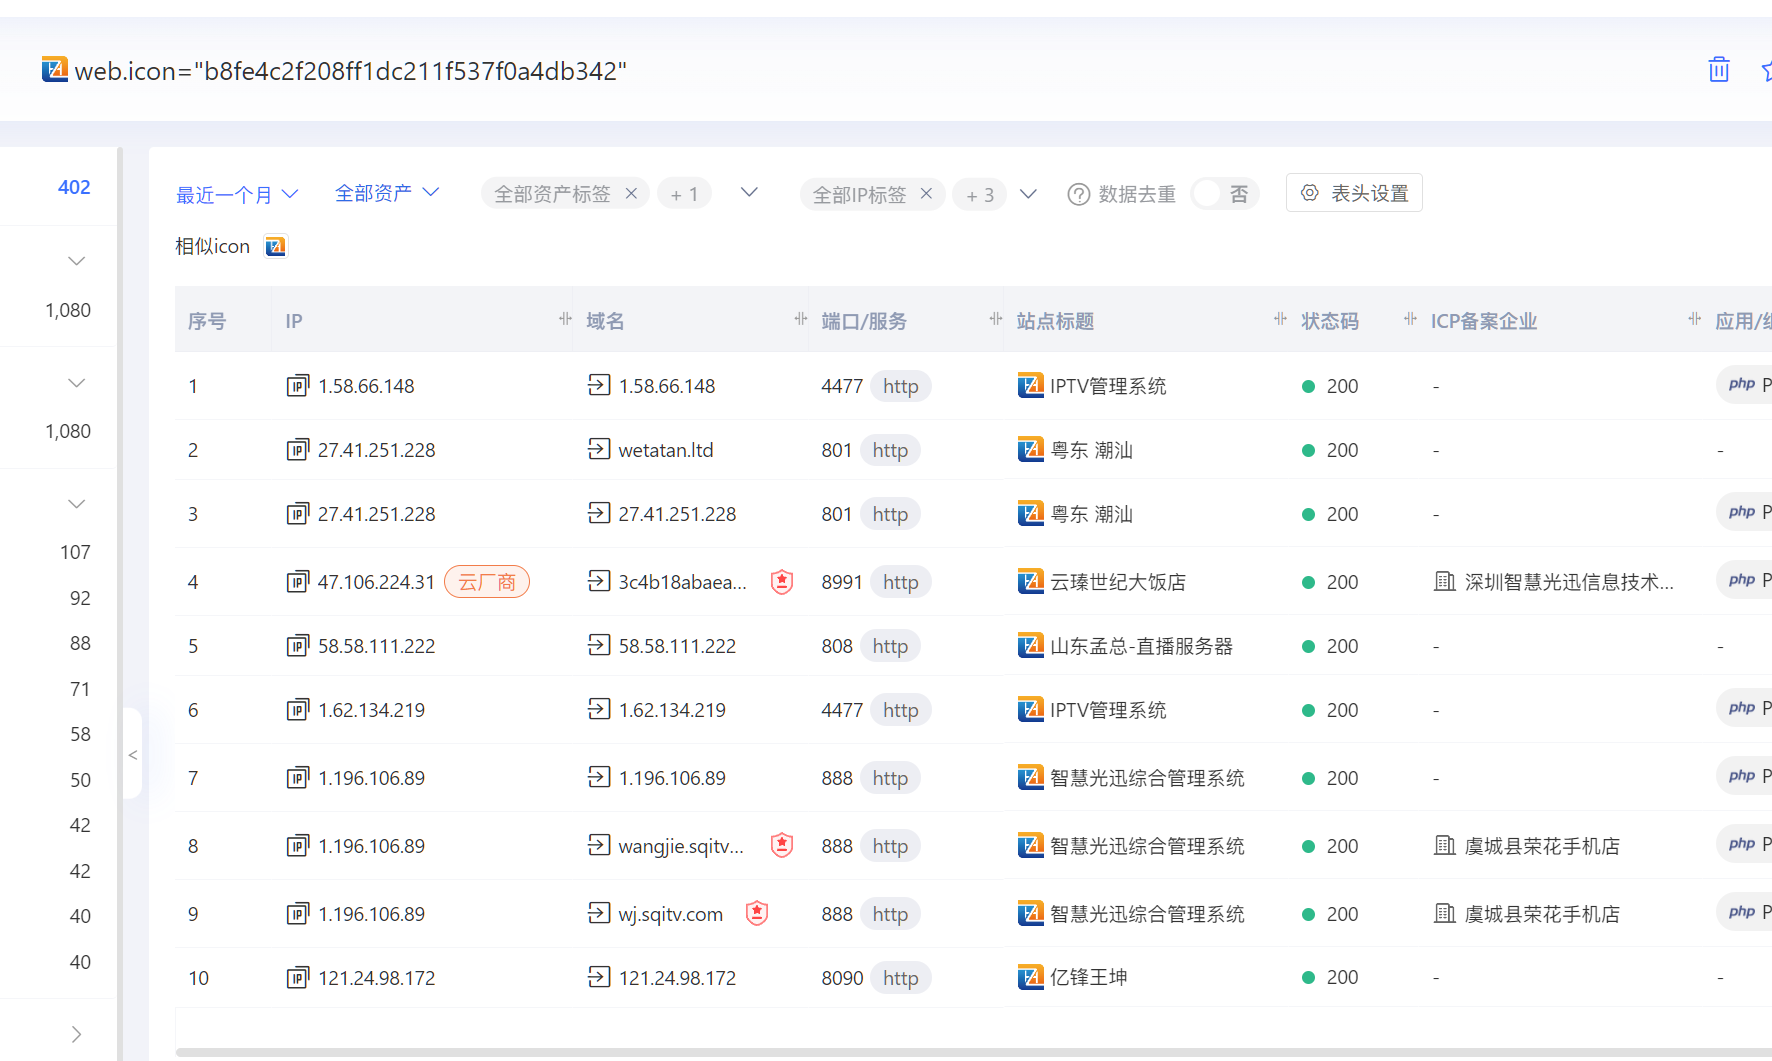 web.icon="b8fe4c2f208ff1dc211f537f0a4db342"
402
1,080
1,080
107
92
88
71
58
50
42
42
40
40
最近一个月 全部资产 全部资产标签 × + 1 全部IP标签 × + 3 ? 数据去重 否 表头设置
相似icon
序号 IP 域名 端口/服务 站点标题 状态码 ICP备案企业 应用/
1 IP 1.58.66.148 1.58.66.148 4477 http IPTV管理系统 200 - php P
2 IP 27.41.251.228 wetatan.ltd 801 http 粤东 潮汕 200 - -
3 IP 27.41.251.228 27.41.251.228 801 http 粤东 潮汕 200 - php P
4 IP 47.106.224.31 云厂商 3c4b18abaea... 8991 http 云瑧世纪大饭店 200 深圳智慧光迅信息技术... php P
5 IP 58.58.111.222 58.58.111.222 808 http 山东孟总-直播服务器 200 - -
6 IP 1.62.134.219 1.62.134.219 4477 http IPTV管理系统 200 - php P
7 IP 1.196.106.89 1.196.106.89 888 http 智慧光迅综合管理系统 200 - php P
8 IP 1.196.106.89 wangjie.sqitv... 888 http 智慧光迅综合管理系统 200 虞城县荣花手机店 php P
9 IP 1.196.106.89 wj.sqitv.com 888 http 智慧光迅综合管理系统 200 虞城县荣花手机店 php P
10 IP 121.24.98.172 121.24.98.172 8090 http 亿锋王坤 200 - -